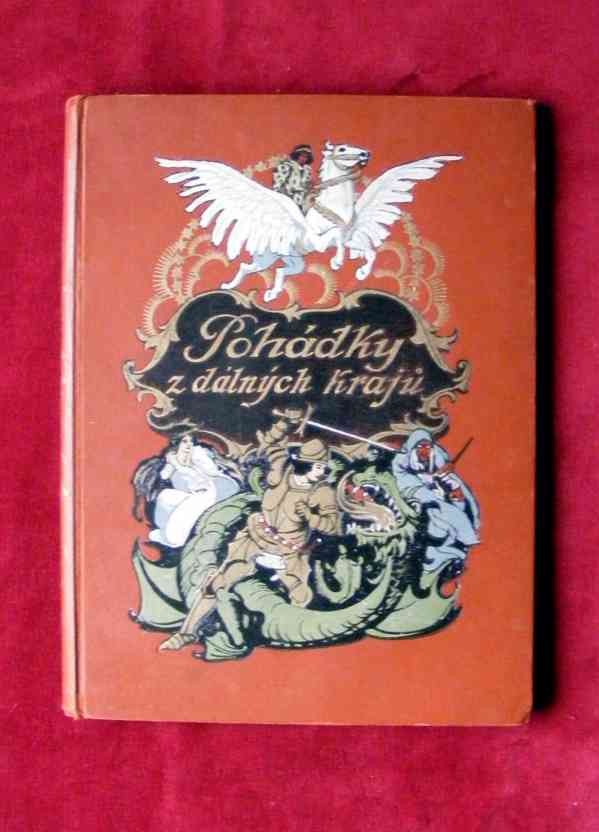 Pohádky
z dálných krajů